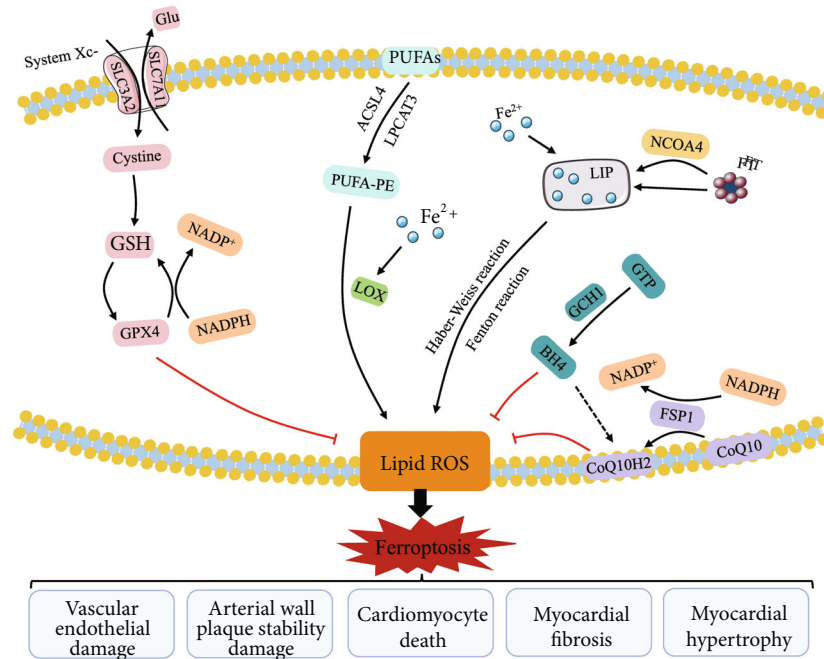 Glu
System Xc-
SLC3A2
SLC7A11
PUFAs
ACSL4
LPCAT3
Fe2+
NCOA4
LIP
Cystine
PUFA-PE
Fe2+
GSH
NADP+
LOX
GPX4
NADPH
Haber-Weiss reaction
Fenton reaction
GTP
GCH1
BH4
NADP+
NADPH
FSP1
CoQ10H2
CoQ10
Lipid ROS
Ferroptosis
Vascular
endothelial
damage
Arterial wall
plaque stability
damage
Cardiomyocyte
death
Myocardial
fibrosis
Myocardial
hypertrophy